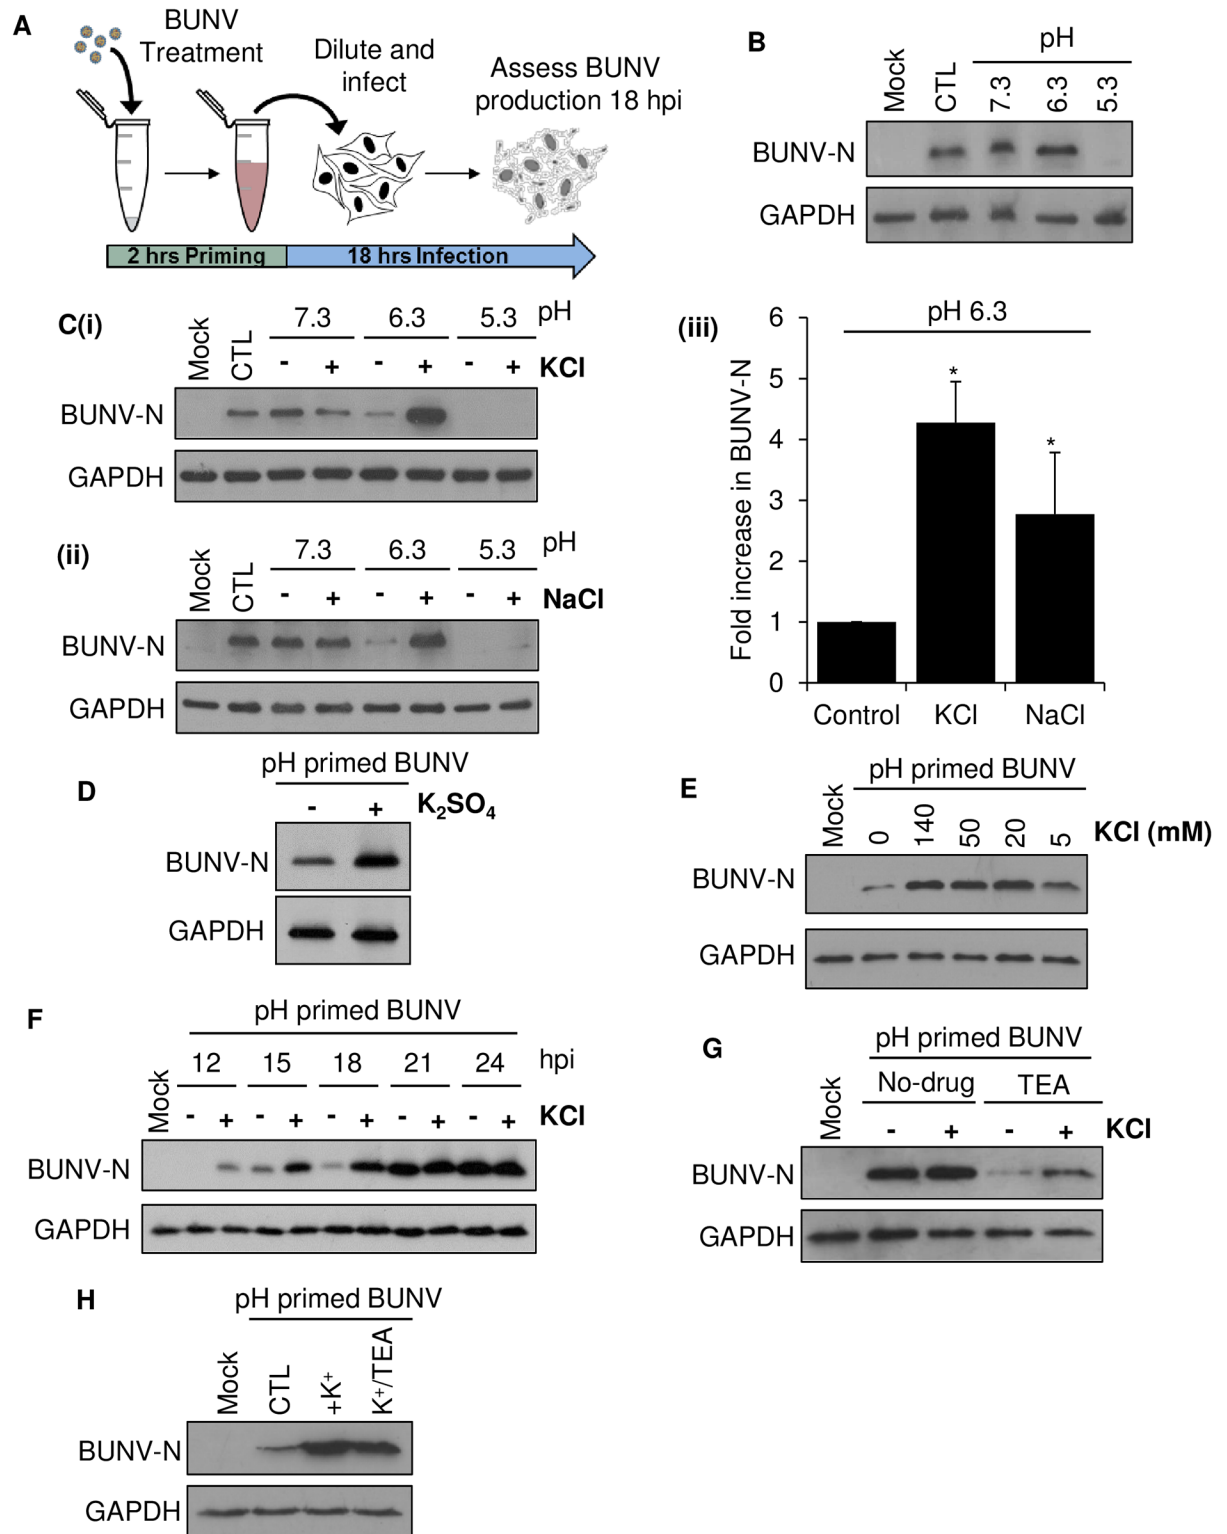 A
BUNV
Treatment
Dilute and
infect
Assess BUNV
production 18 hpi
2 hrs Priming
18 hrs Infection
B
pH
Mock CTL 7.3 6.3 5.3
BUNV-N
GAPDH
C(i)
Mock CTL 7.3 6.3 5.3 pH
- + - + - + KCl
BUNV-N
GAPDH
(ii)
Mock CTL 7.3 6.3 5.3 pH
- + - + - + NaCl
BUNV-N
GAPDH
(iii)
pH 6.3
Fold increase in BUNV-N
6
5
4
3
2
1
0
* *
Control KCl NaCl
D
pH primed BUNV
- + K₂SO₄
BUNV-N
GAPDH
E
pH primed BUNV
Mock 0 140 50 20 5 KCl (mM)
BUNV-N
GAPDH
F
pH primed BUNV
Mock 12 15 18 21 24 hpi
- + - + - + - + - + KCl
BUNV-N
GAPDH
G
pH primed BUNV
Mock No-drug TEA
- + - + KCl
BUNV-N
GAPDH
H
pH primed BUNV
Mock CTL +K⁺ K⁺/TEA
BUNV-N
GAPDH